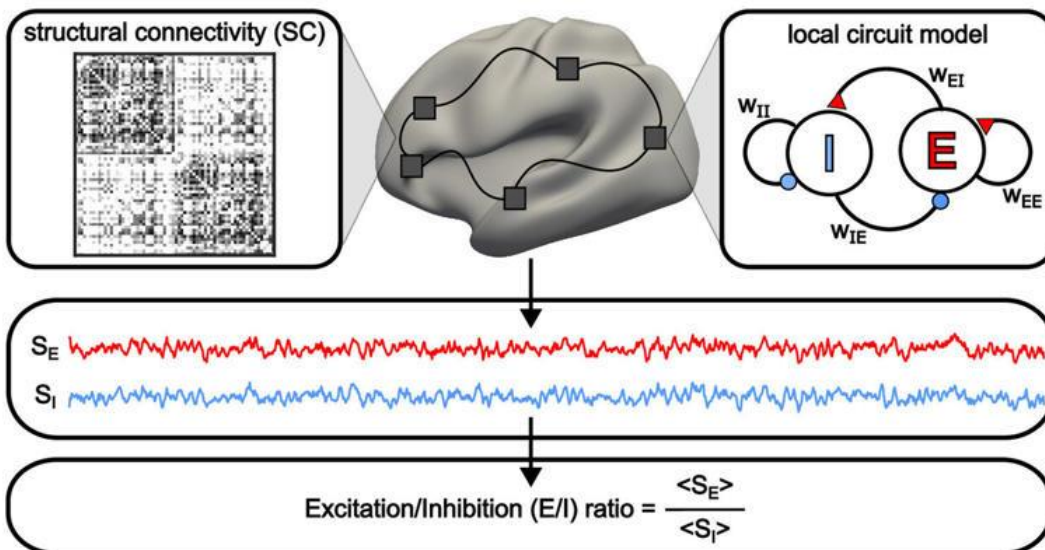 structural connectivity (SC)
local circuit model
w_EI
w_II
I
E
w_EE
w_IE
S_E
S_I
Excitation/Inhibition (E/I) ratio = <S_E>
<S_I>